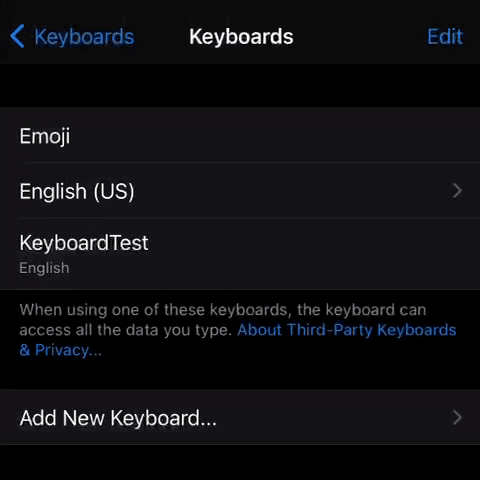 Keyboards
Keyboards
Edit
Emoji
English (US)
KeyboardTest
English
When using one of these keyboards, the keyboard can
access all the data you type. About Third-Party Keyboards
& Privacy...
Add New Keyboard...